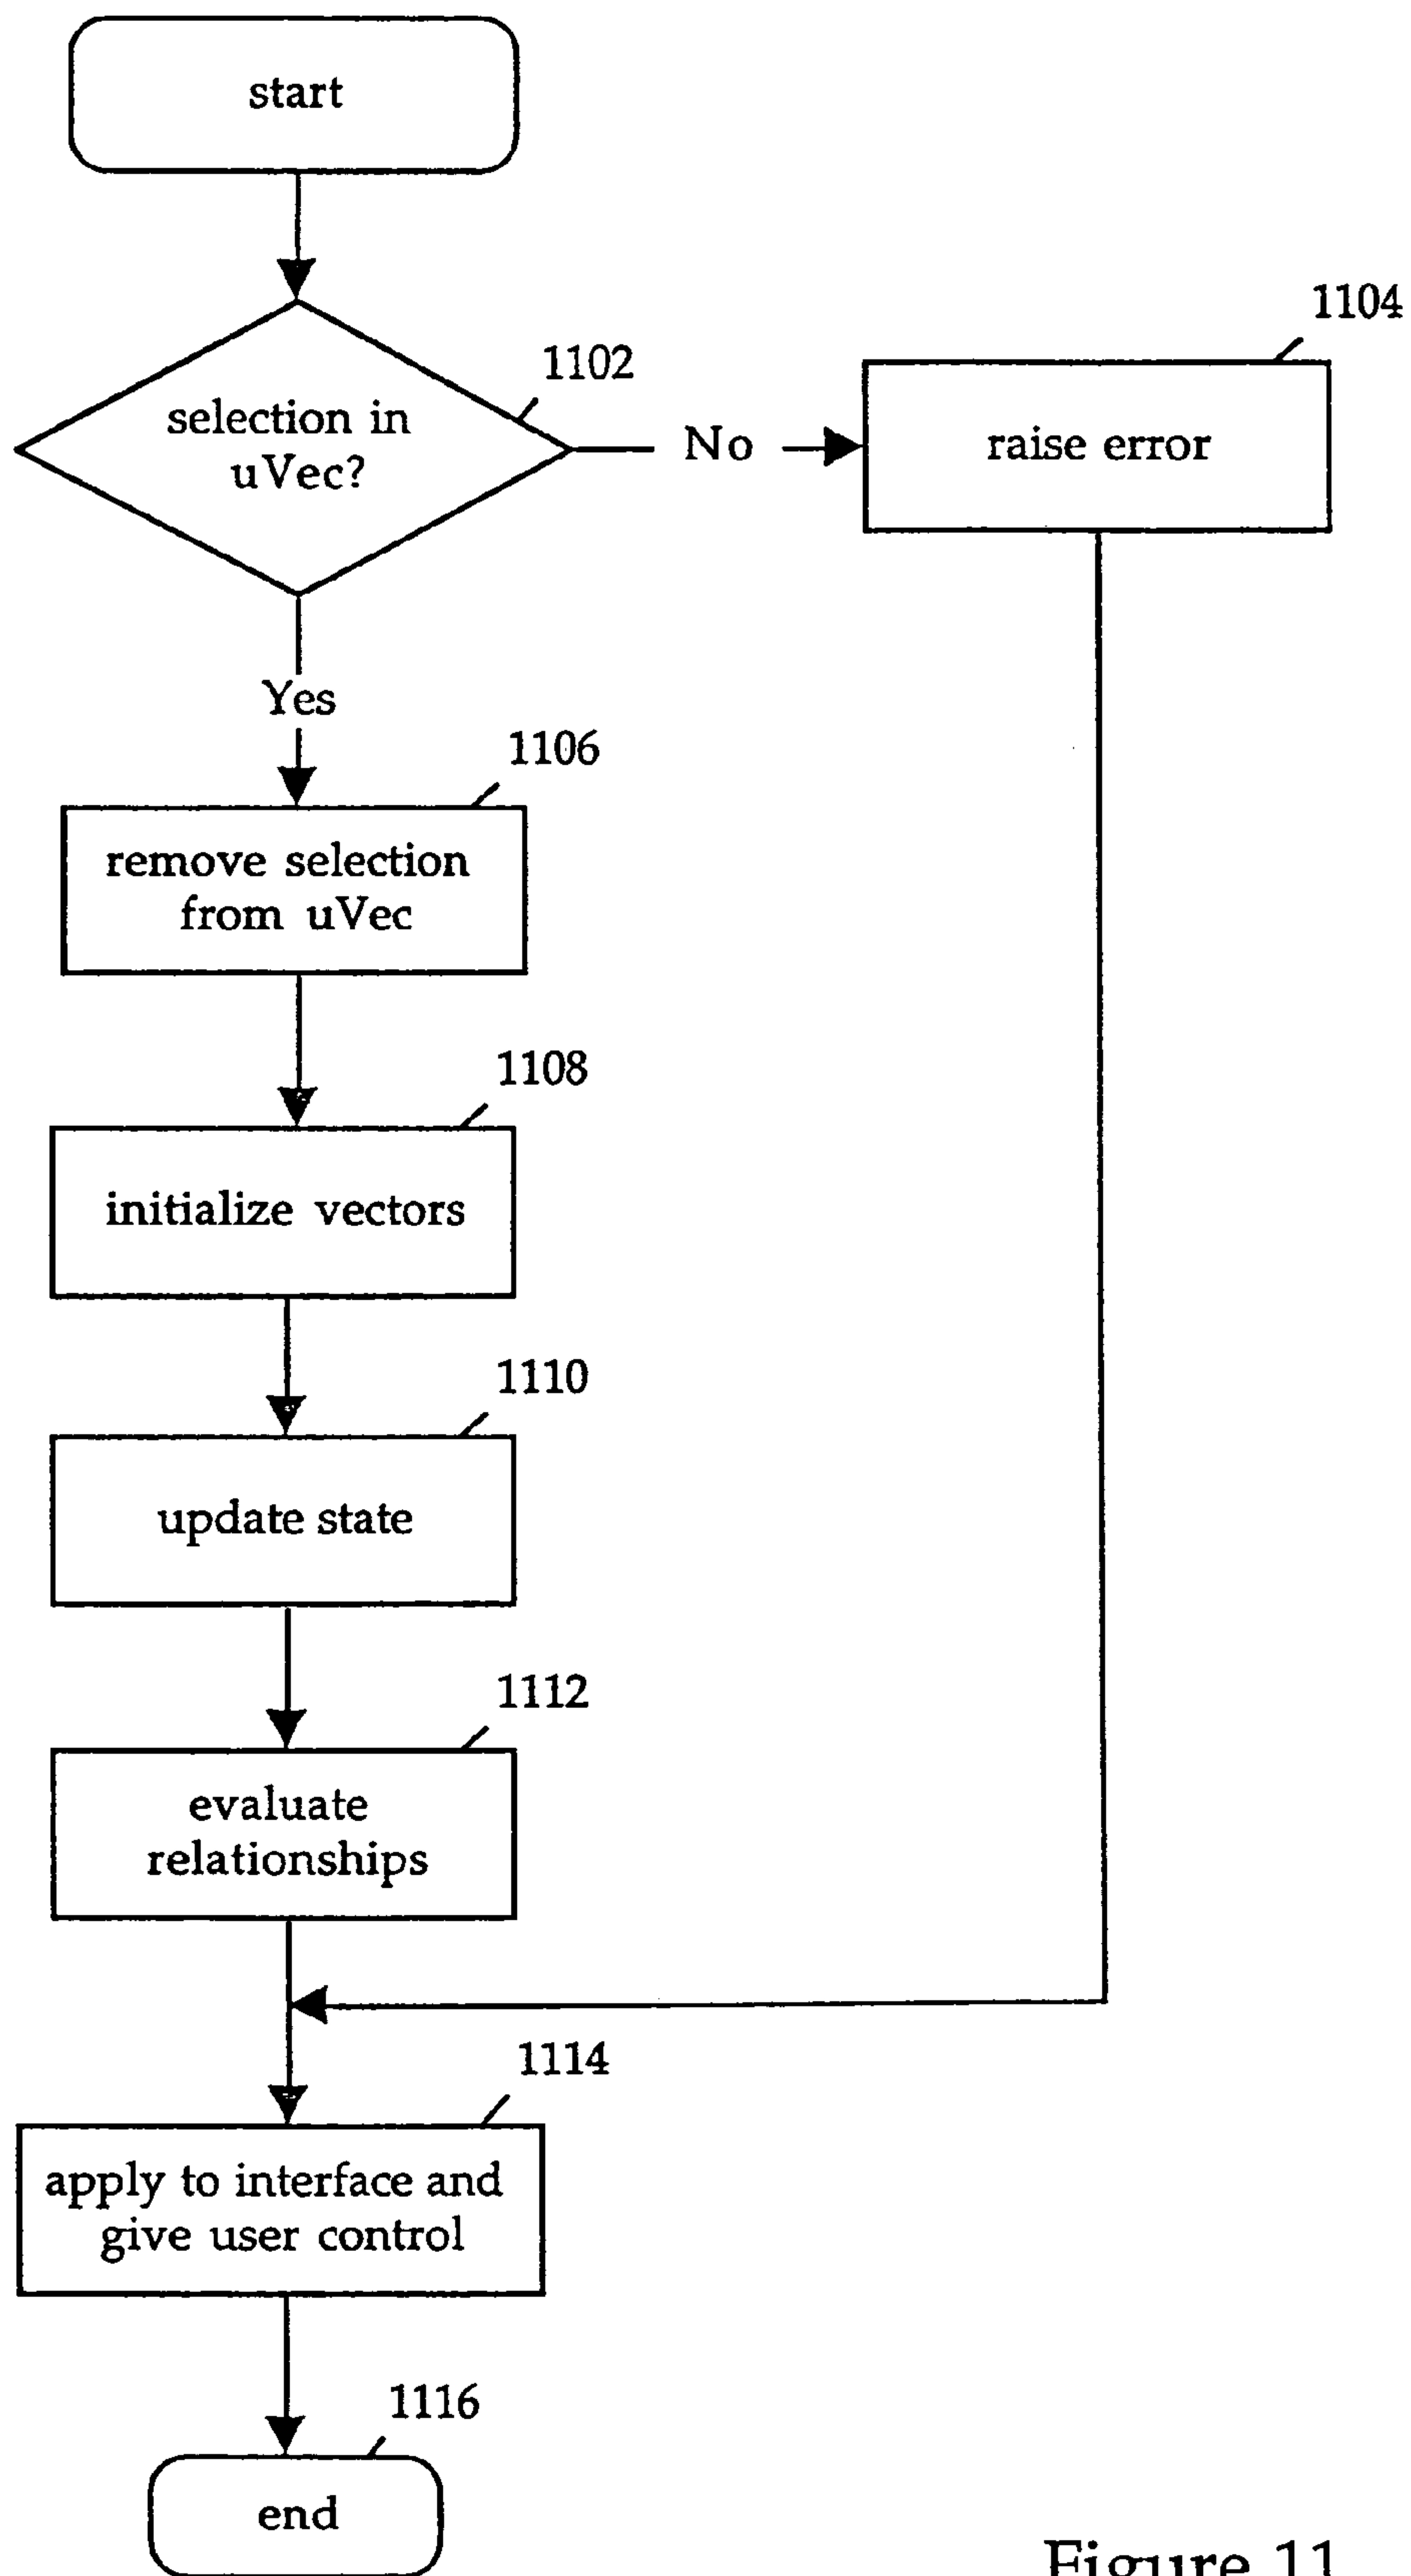 start
1102
selection in
uVec?
No
1104
raise error
Yes
1106
remove selection
from uVec
1108
initialize vectors
1110
update state
1112
evaluate
relationships
1114
apply to interface and
give user control
1116
end
Figure 11